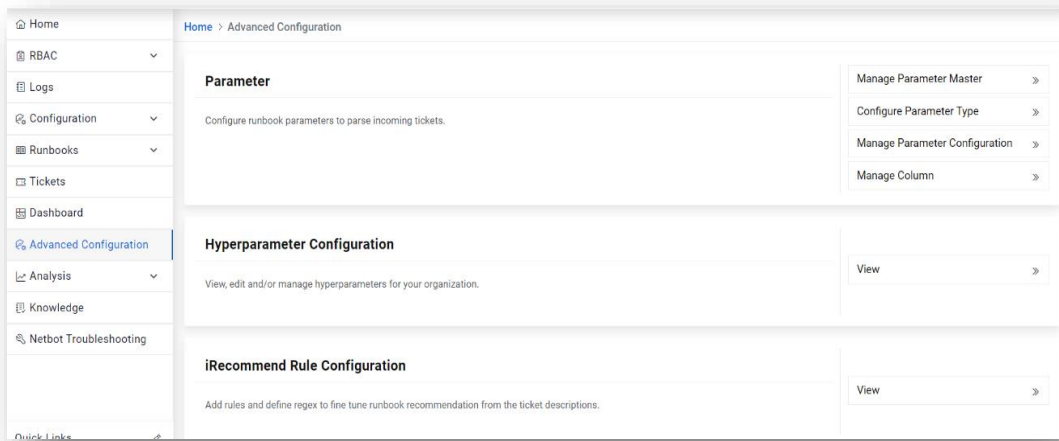 Home
RBAC
Logs
Configuration
Runbooks
Tickets
Dashboard
Advanced Configuration
Analysis
Knowledge
Netbot Troubleshooting
Quick Links
Home > Advanced Configuration
Parameter
Configure runbook parameters to parse incoming tickets.
Manage Parameter Master »
Configure Parameter Type »
Manage Parameter Configuration »
Manage Column »
Hyperparameter Configuration
View, edit and/or manage hyperparameters for your organization.
View »
iRecommend Rule Configuration
Add rules and define regex to fine tune runbook recommendation from the ticket descriptions.
View »